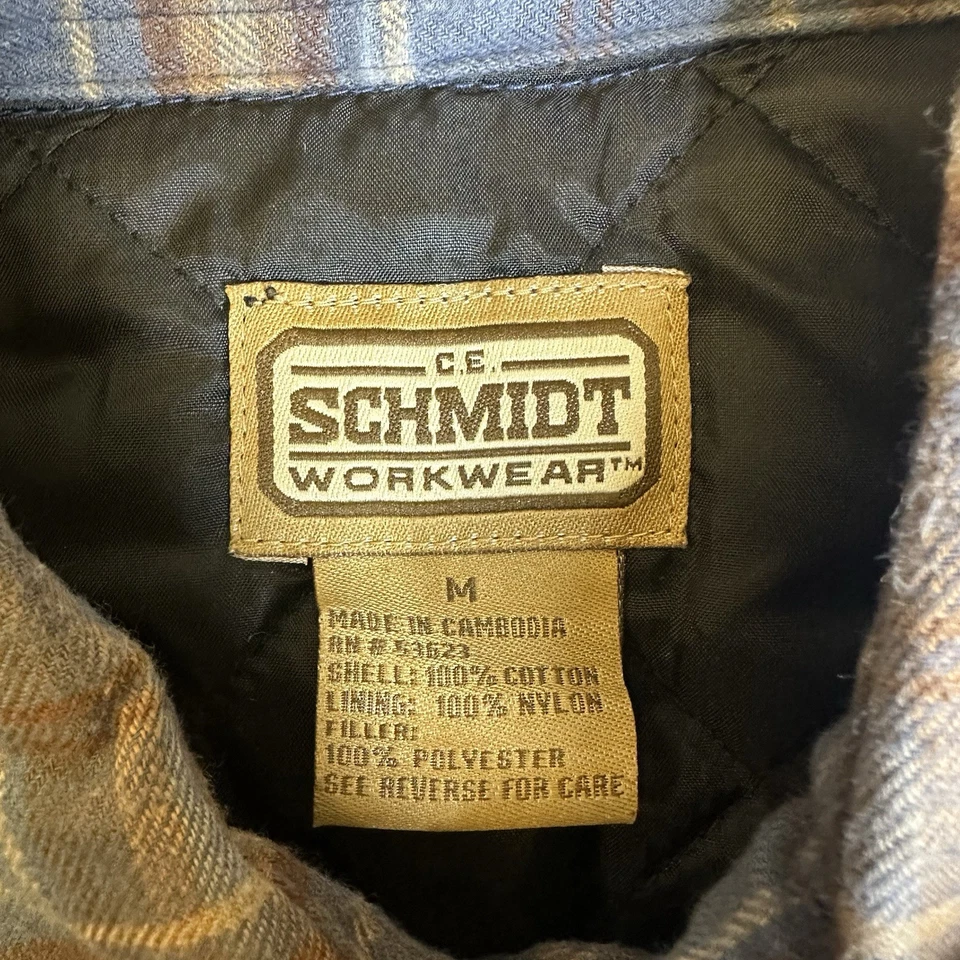 C.E.
SCHMIDT
WORKWEAR™
M
MADE IN CAMBODIA
RN # 53623
SHELL: 100% COTTON
LINING: 100% NYLON
FILLER:
100% POLYESTER
SEE REVERSE FOR CARE